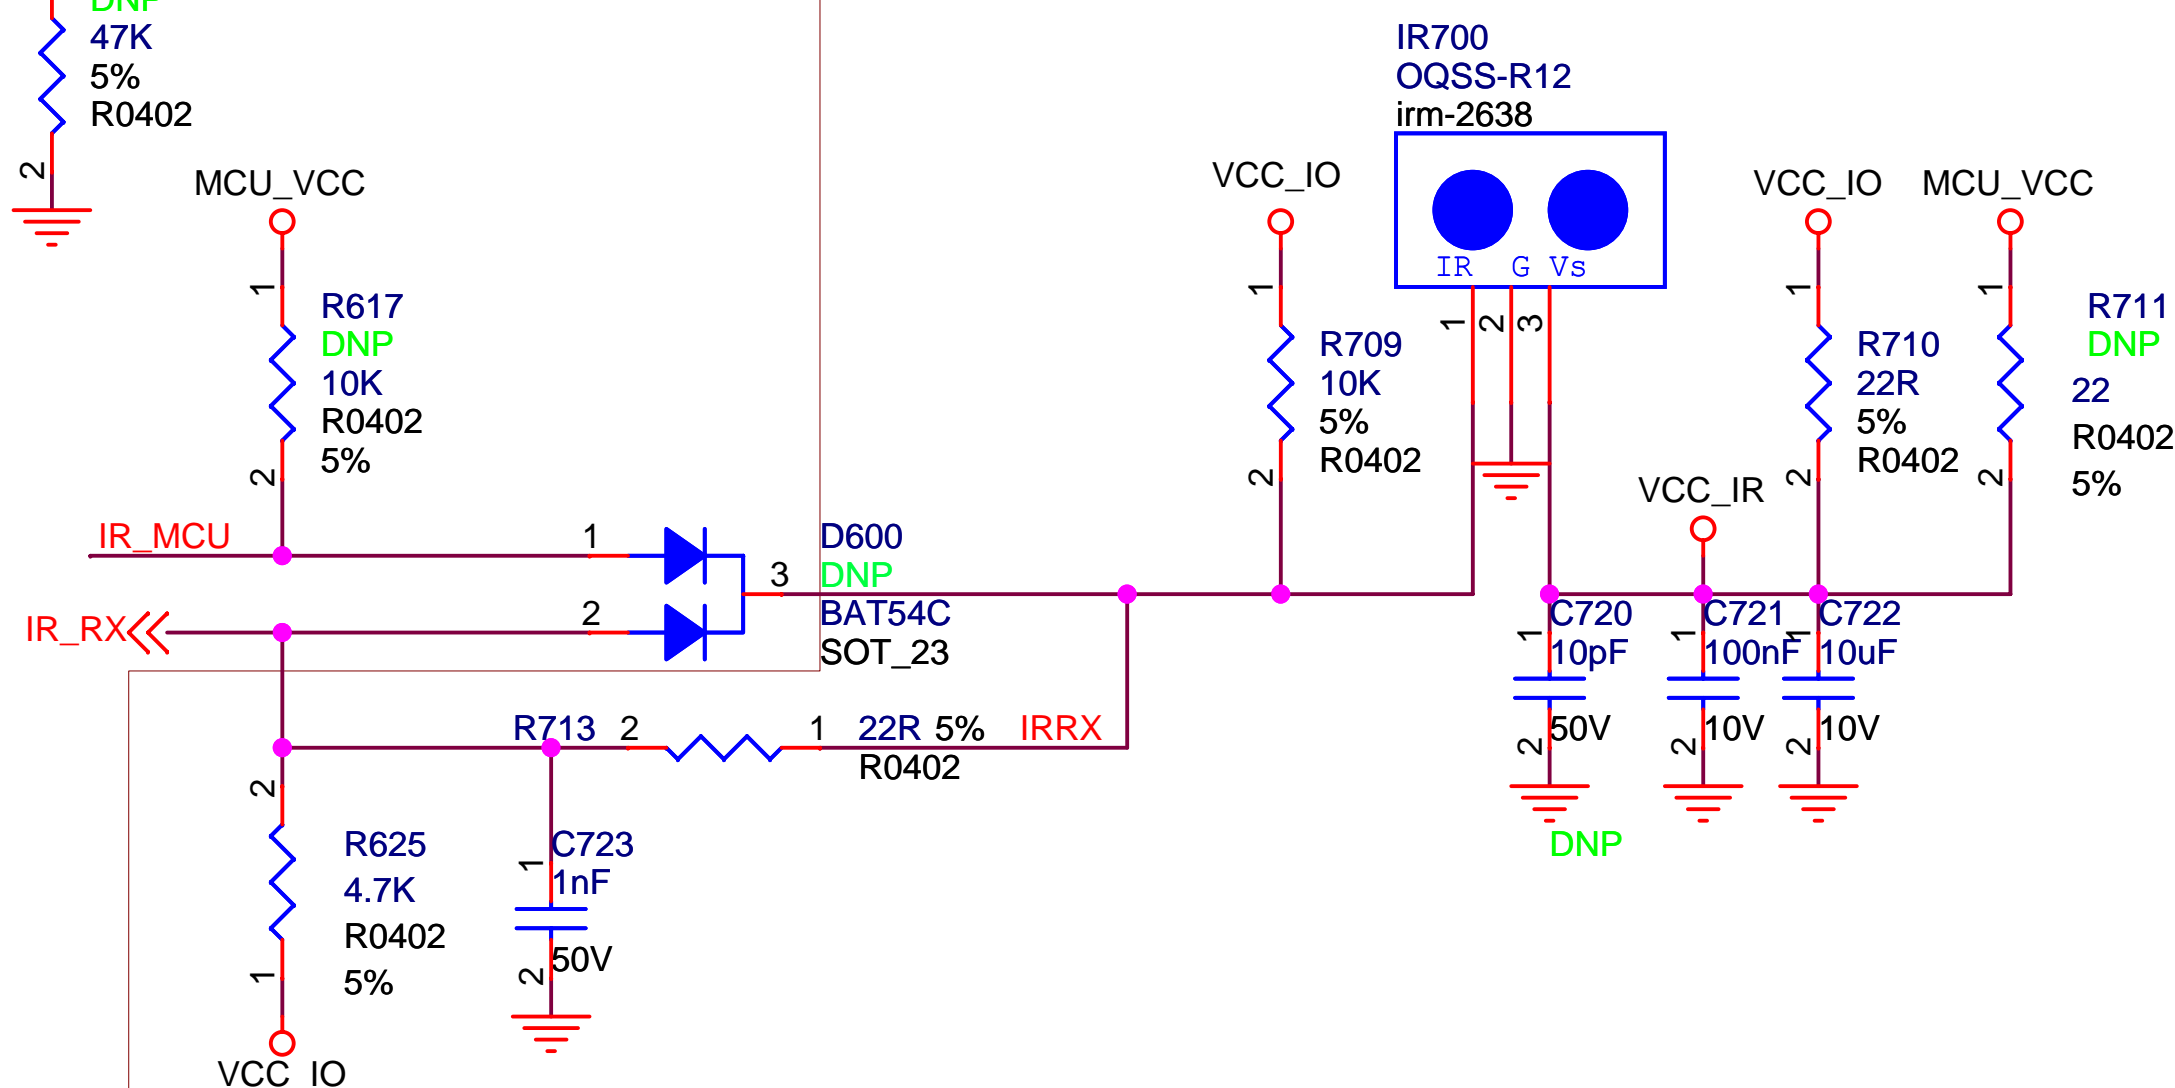 DNP
47K
5%
R0402
2
MCU_VCC
1
R617
DNP
10K
R0402
5%
2
IR_MCU
1
IR_RX
2
3
D600
DNP
BAT54C
SOT_23
R713
2
1
22R
5%
R0402
IRRX
2
R625
4.7K
R0402
5%
1
VCC_IO
C723
1
1nF
50V
2
VCC_IO
1
R709
10K
5%
R0402
2
IR700
OQSS-R12
irm-2638
IR G Vs
1
2
3
VCC_IO
1
R710
22R
5%
R0402
2
MCU_VCC
1
R711
DNP
22
R0402
5%
2
VCC_IR
C720
1
10pF
50V
2
DNP
C721
1
100nF
10V
2
C722
1
10uF
10V
2